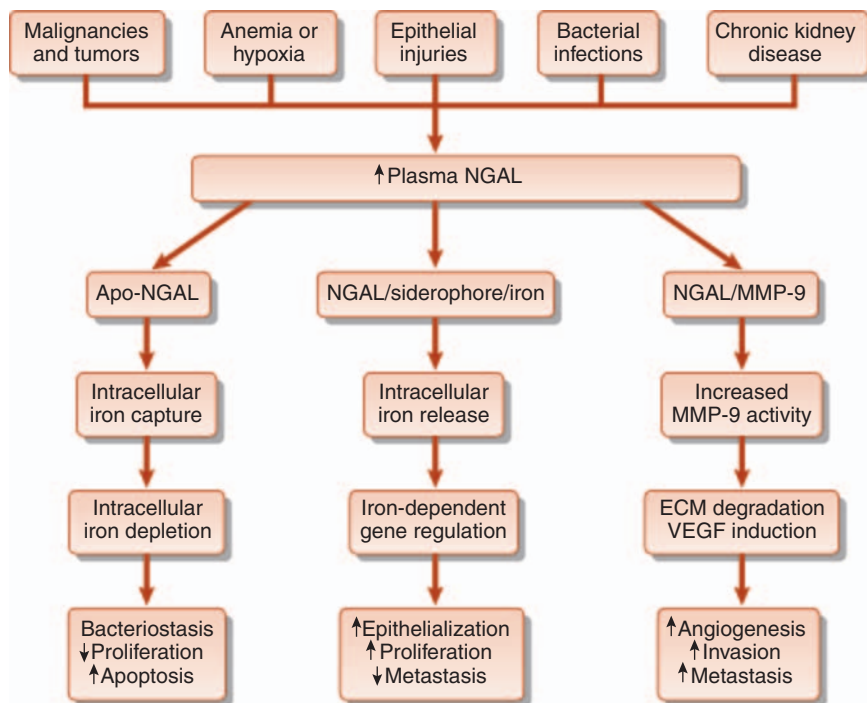 Malignancies
and tumors
Anemia or
hypoxia
Epithelial
injuries
Bacterial
infections
Chronic kidney
disease
↑Plasma NGAL
Apo-NGAL
NGAL/siderophore/iron
NGAL/MMP-9
Intracellular
iron capture
Intracellular
iron release
Increased
MMP-9 activity
Intracellular
iron depletion
Iron-dependent
gene regulation
ECM degradation
VEGF induction
Bacteriostasis
↓Proliferation
↑Apoptosis
↑Epithelialization
↑Proliferation
↓Metastasis
↑Angiogenesis
↑Invasion
↑Metastasis